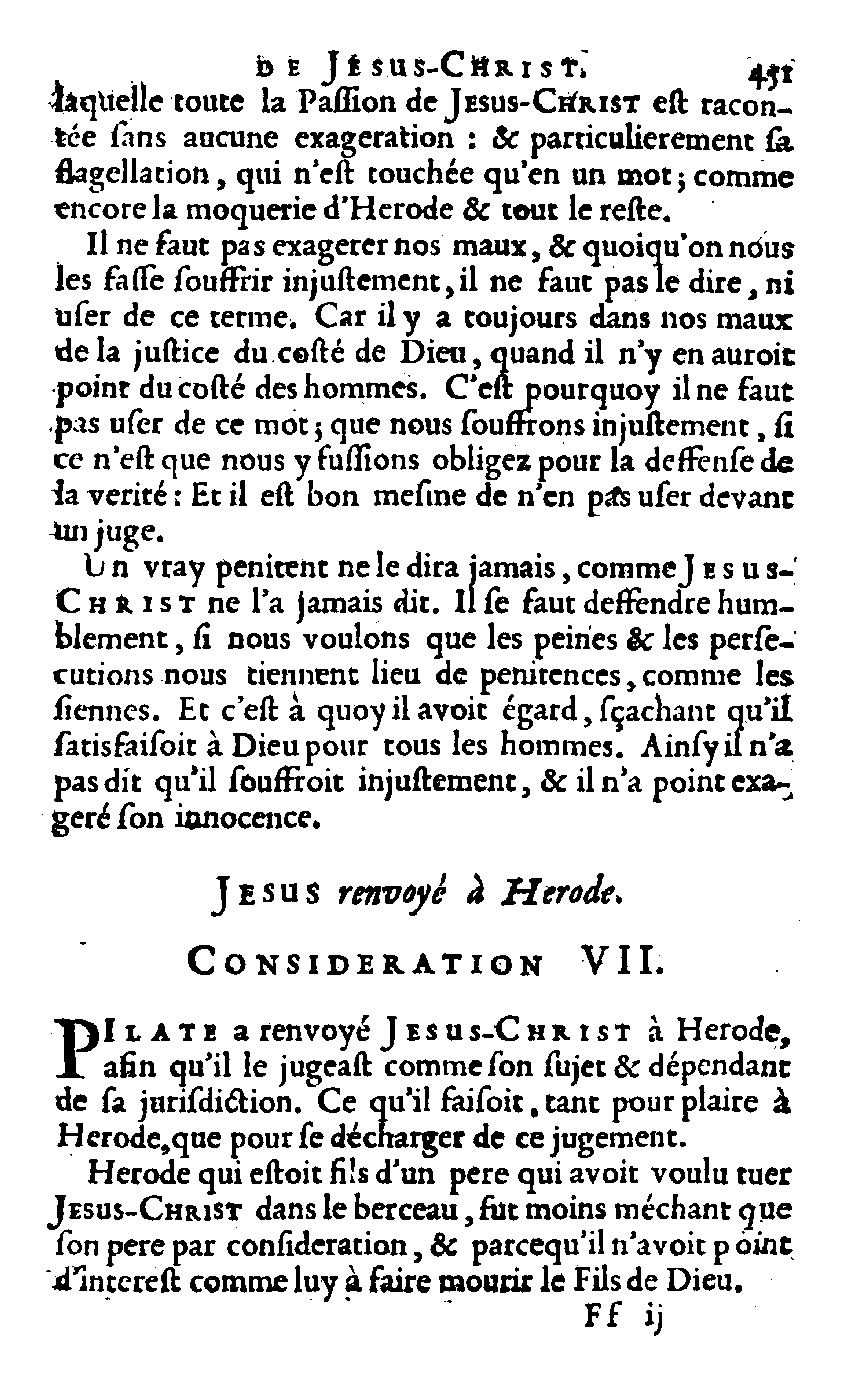 DE JESUS-CHRIST. 451
laquelle toute la Paſſion de JESUS-CHRIST eſt racon-
tée ſans aucune exageration : & particulierement ſa
flagellation, qui n'eſt touchée qu'en un mot; comme
encore la moquerie d'Herode & tout le reſte.
Il ne faut pas exagerer nos maux, & quoiqu'on nous
les faſſe ſouffrir injuſtement, il ne faut pas le dire, ni
uſer de ce terme. Car il y a toujours dans nos maux
de la juſtice du coſté de Dieu, quand il n'y en auroit
point du coſté des hommes. C'eſt pourquoy il ne faut
pas uſer de ce mot; que nous ſouffrons injuſtement, ſi
ce n'eſt que nous y fuſſions obligez pour la deffenſe de
la verité : Et il eſt bon meſme de n'en pas uſer devant
un juge.
Un vray penitent ne le dira jamais, comme JESUS-
CHRIST ne l'a jamais dit. Il ſe faut deffendre hum-
blement, ſi nous voulons que les peines & les perſe-
cutions nous tiennent lieu de penitences, comme les
ſiennes. Et c'eſt à quoy il avoit égard, ſçachant qu'il
ſatisfaiſoit à Dieu pour tous les hommes. Ainſy il n'a
pas dit qu'il ſouffroit injuſtement, & il n'a point exa-
geré ſon innocence.
JESUS renvoyé à Herode.
CONSIDERATION VII.
PILATE a renvoyé JESUS-CHRIST à Herode,
afin qu'il le jugeaſt comme ſon ſujet & dépendant
de ſa juriſdiction. Ce qu'il faiſoit, tant pour plaire à
Herode, que pour ſe décharger de ce jugement.
Herode qui eſtoit fils d'un pere qui avoit voulu tuer
JESUS-CHRIST dans le berceau, fut moins méchant que
ſon pere par conſideration, & parcequ'il n'avoit point
d'intereſt comme luy à faire mourir le Fils de Dieu.
Ff ij